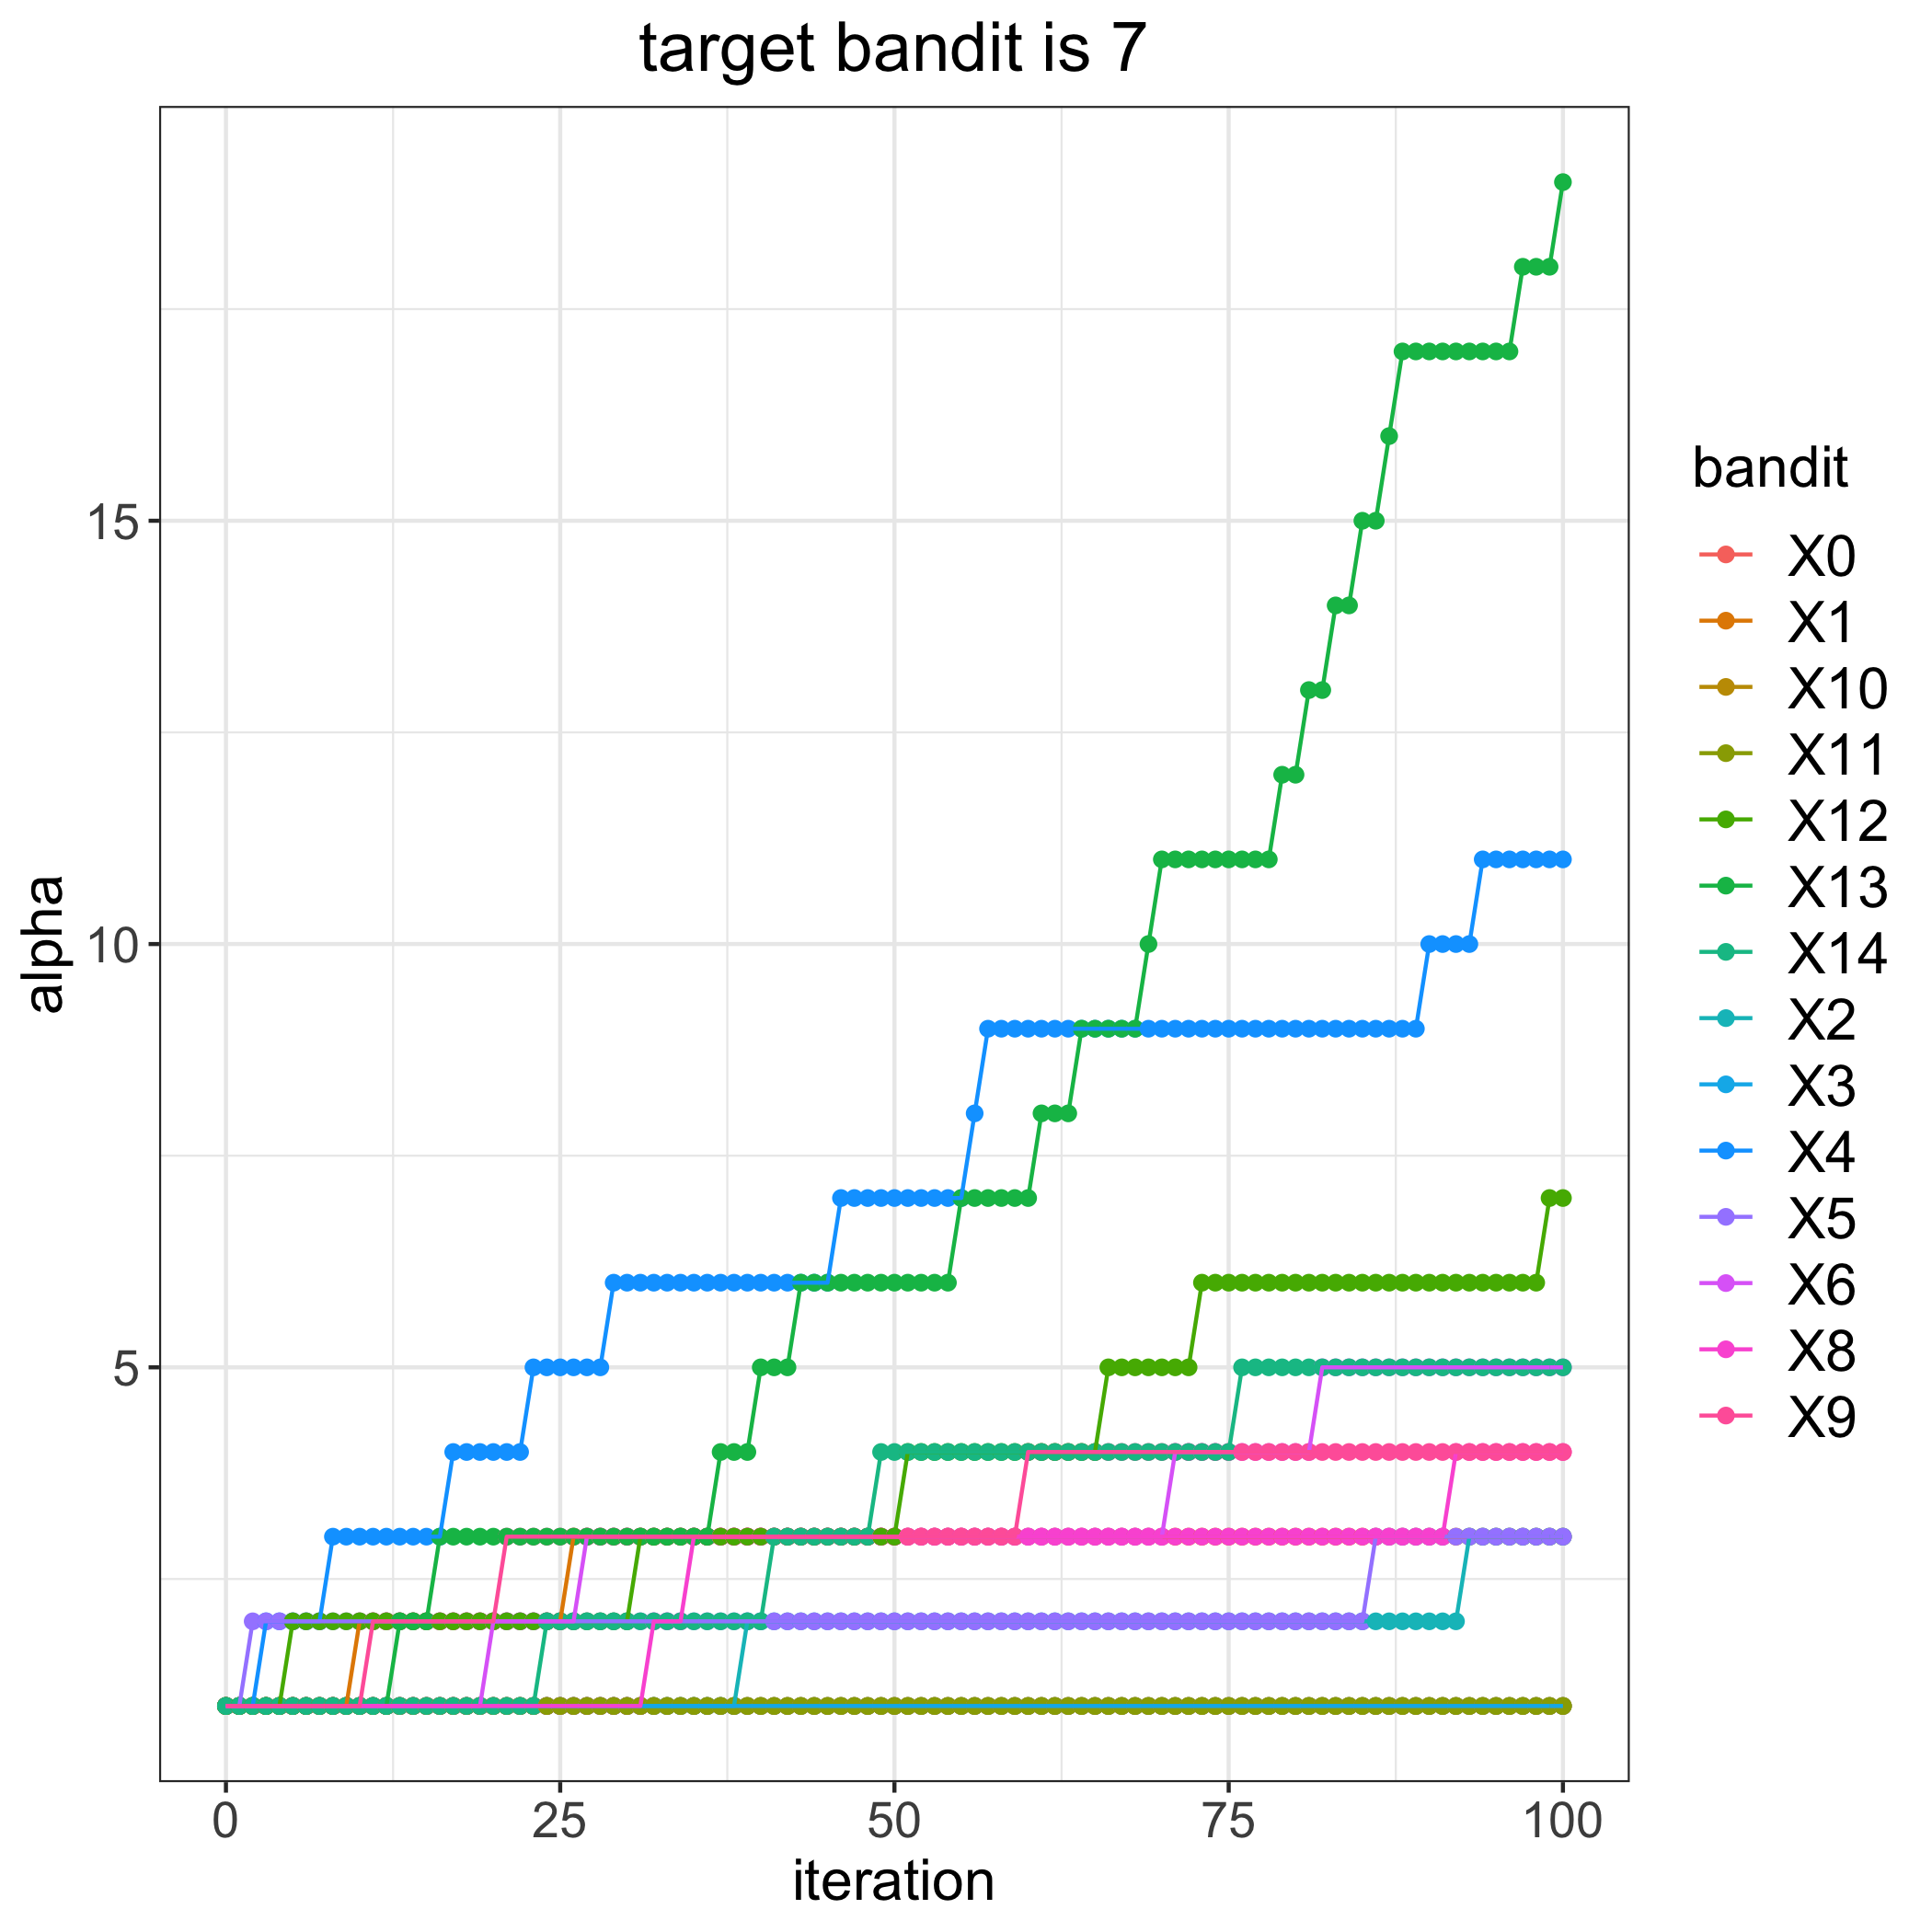 target bandit is 7
alpha
15
10
5
0
25
50
75
100
iteration
bandit
X0
X1
X10
X11
X12
X13
X14
X2
X3
X4
X5
X6
X8
X9